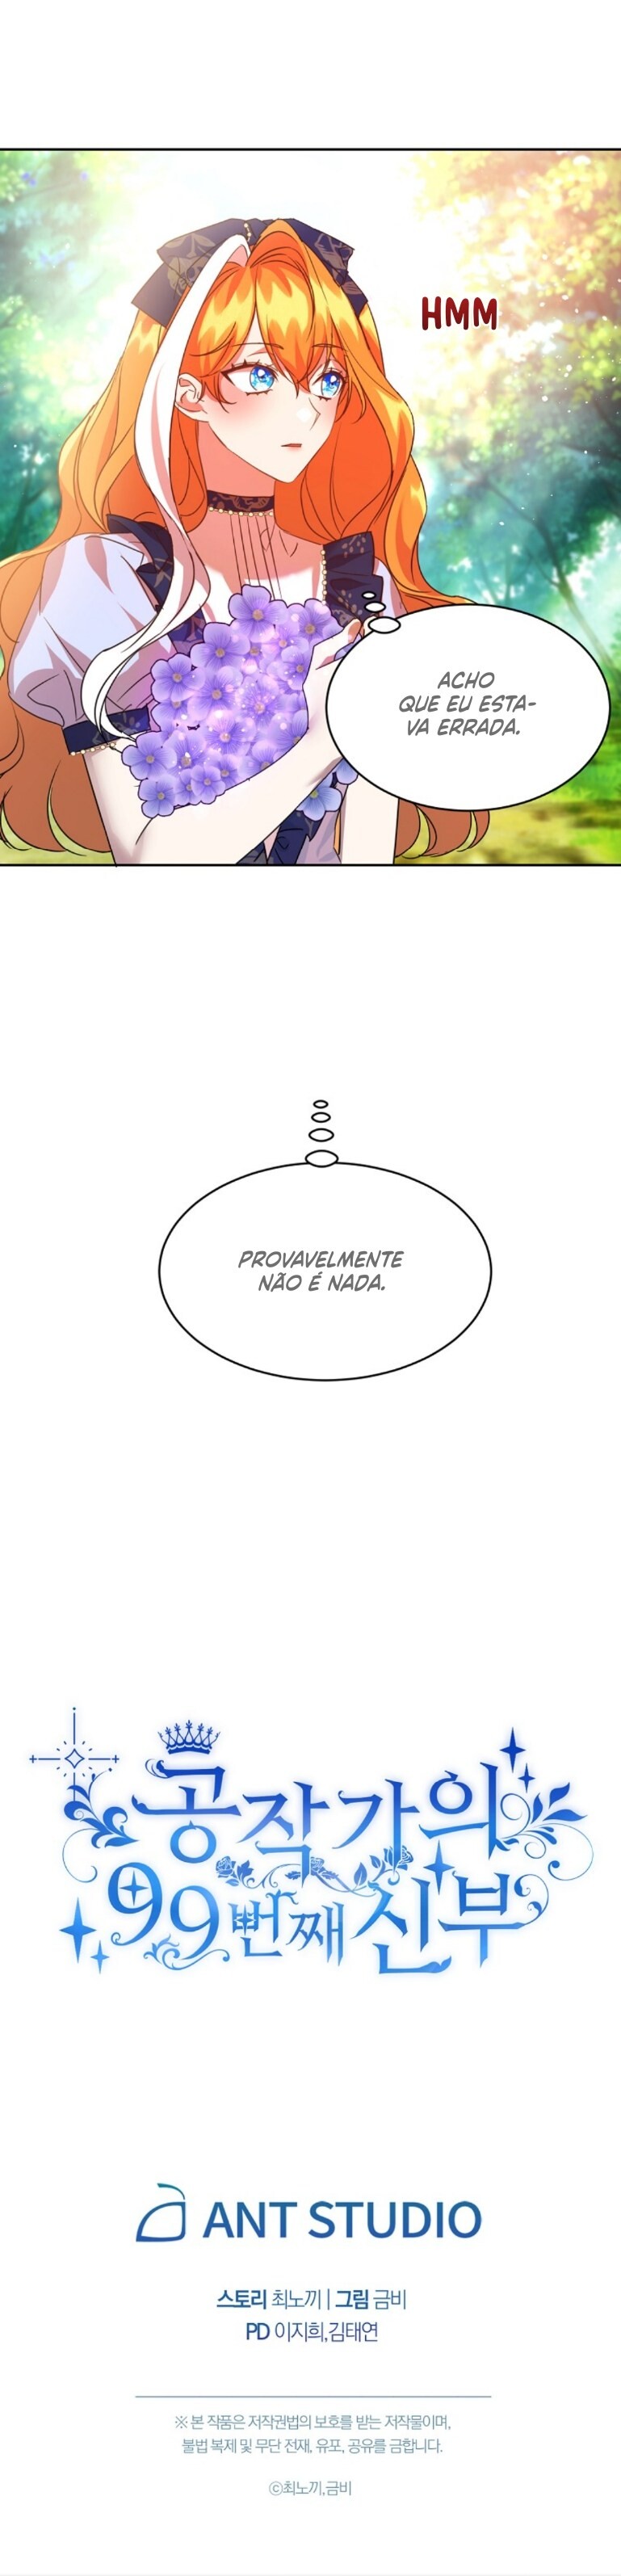 HMM
ACHO
QUE EU ESTA-
VA ERRADA.
PROVAVELMENTE
NÃO É NADA.
공작가의
99번째 신부
ANT STUDIO
스토리 최노끼 | 그림 금비
PD 이지희,김태연
※ 본 작품은 저작권법의 보호를 받는 저작물이며,
불법 복제 및 무단 전재, 유포, 공유를 금합니다.
©최노끼,금비